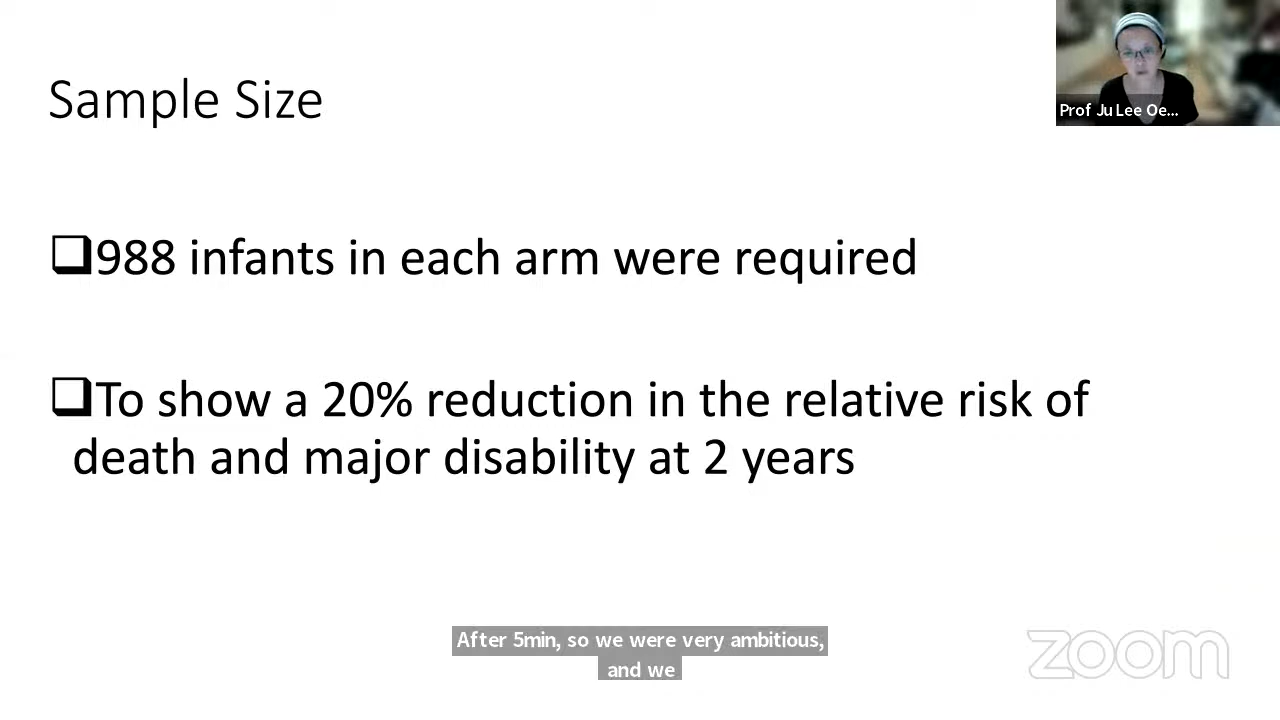 Sample Size
Prof Ju Lee Oe...
988 infants in each arm were required
To show a 20% reduction in the relative risk of
death and major disability at 2 years
After 5min, so we were very ambitious,
and we
zoom